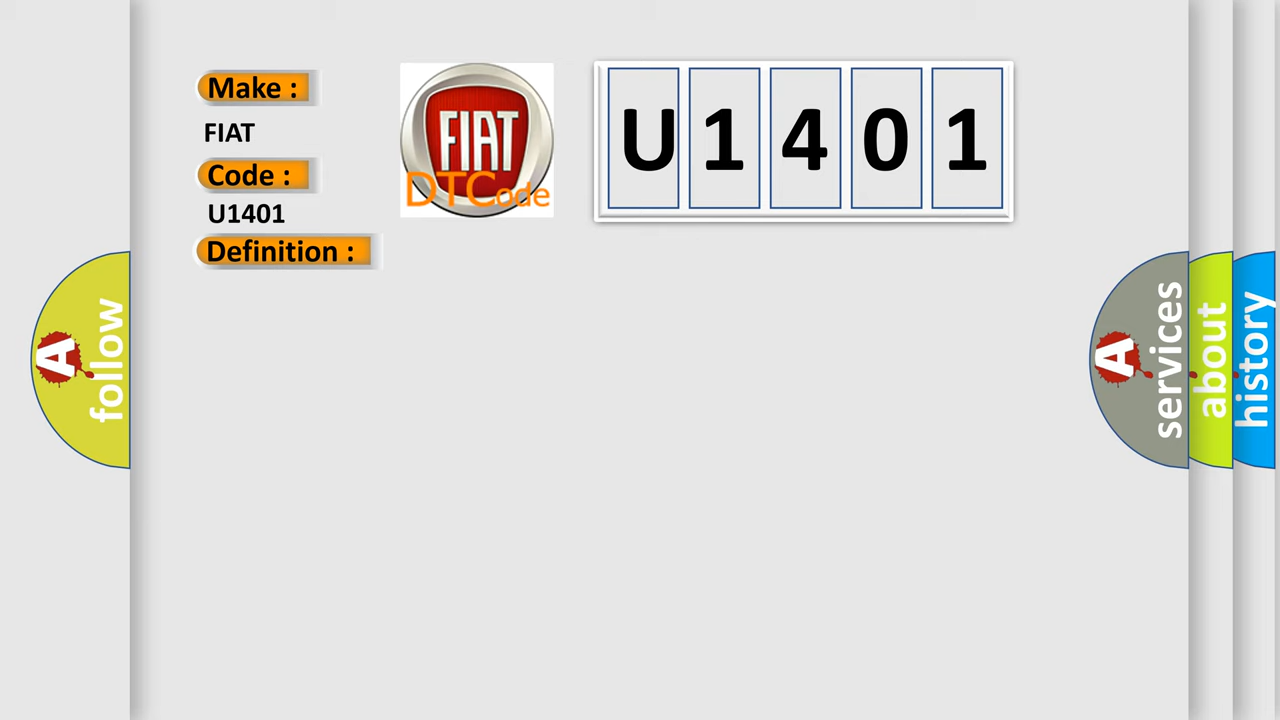 Make :
FIAT
Code :
U1401
Definition :
FIAT
DTCode
U1401
A
follow
A
services
about
history